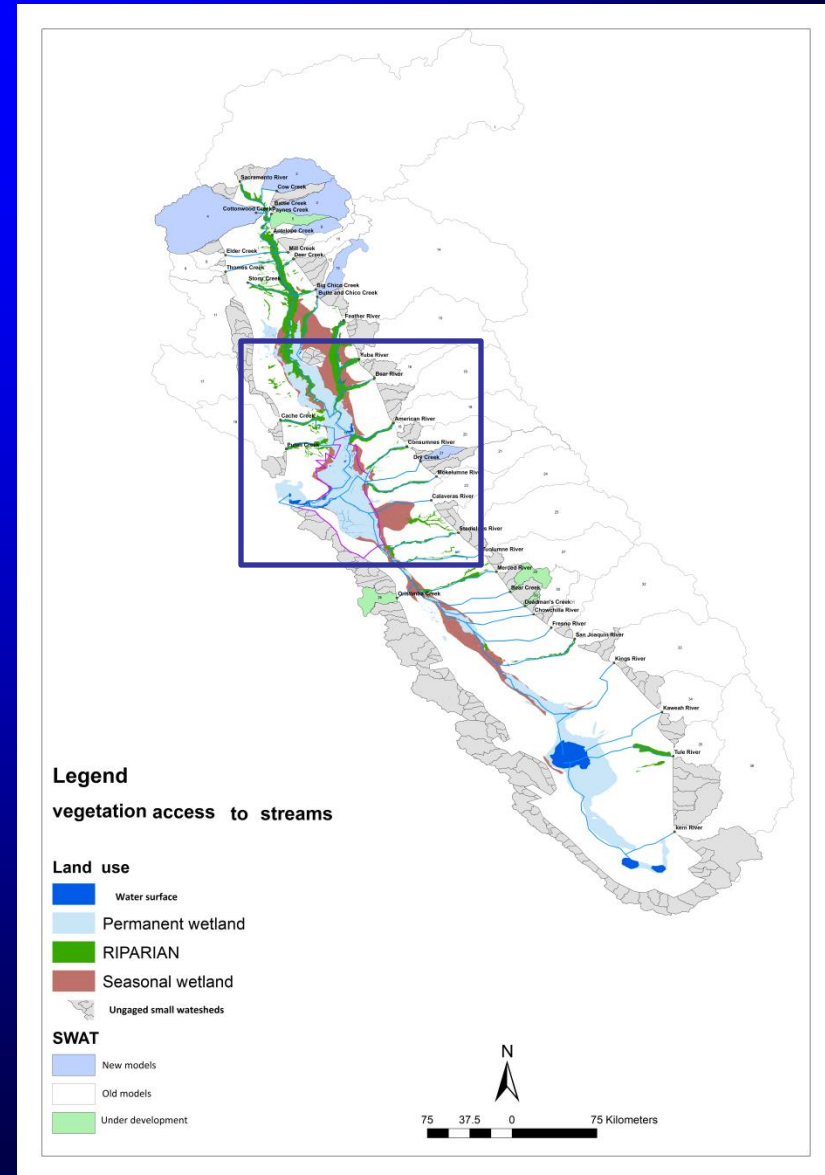 Sacramento River
Cow Creek
Battle Creek
Cottonwood Creek
Paynes Creek
Antelope Creek
Mill Creek
Elder Creek
Deer Creek
Thomes Creek
Stony Creek
Big Chico Creek
Butte and Chico Creek
Feather River
Yuba River
Bear River
Cache Creek
American River
Consumnes River
Putah Creek
Dry Creek
Mokelumne River
Calaveras River
Stanislaus River
Tuolumne River
Merced River
Bear Creek
Orestimba Creek
Deadman's Creek
Chowchilla River
Fresno River
San Joaquin River
Kings River
Kaweah River
Tule River
Kern River
Legend
vegetation access to streams
Land use
Water surface
Permanent wetland
RIPARIAN
Seasonal wetland
Ungaged small watesheds
SWAT
New models
Old models
Under development
N
75 37.5 0 75 Kilometers